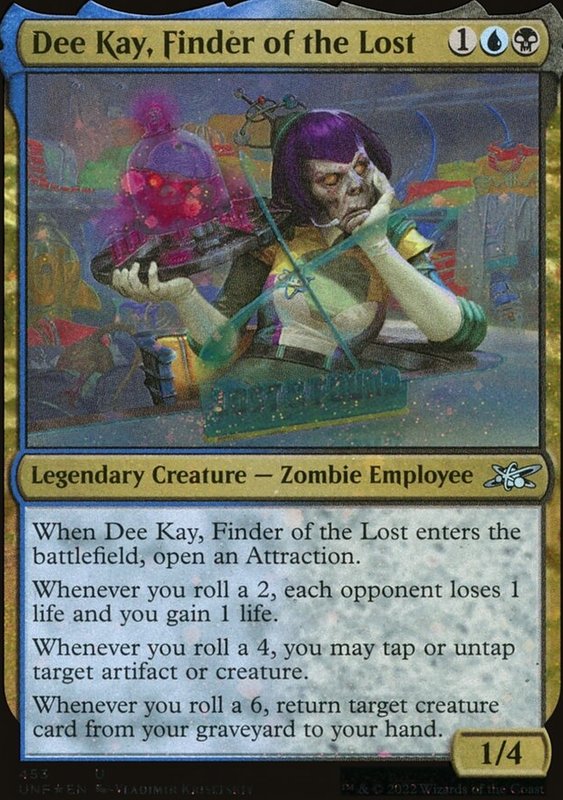 Dee Kay, Finder of the Lost 1
LOST & FOUND
Legendary Creature — Zombie Employee
When Dee Kay, Finder of the Lost enters the
battlefield, open an Attraction.
Whenever you roll a 2, each opponent loses 1
life and you gain 1 life.
Whenever you roll a 4, you may tap or untap
target artifact or creature.
Whenever you roll a 6, return target creature
card from your graveyard to your hand.
1/4
453 U
UNF★EN
™ & © 2022 Wizards of the Coast